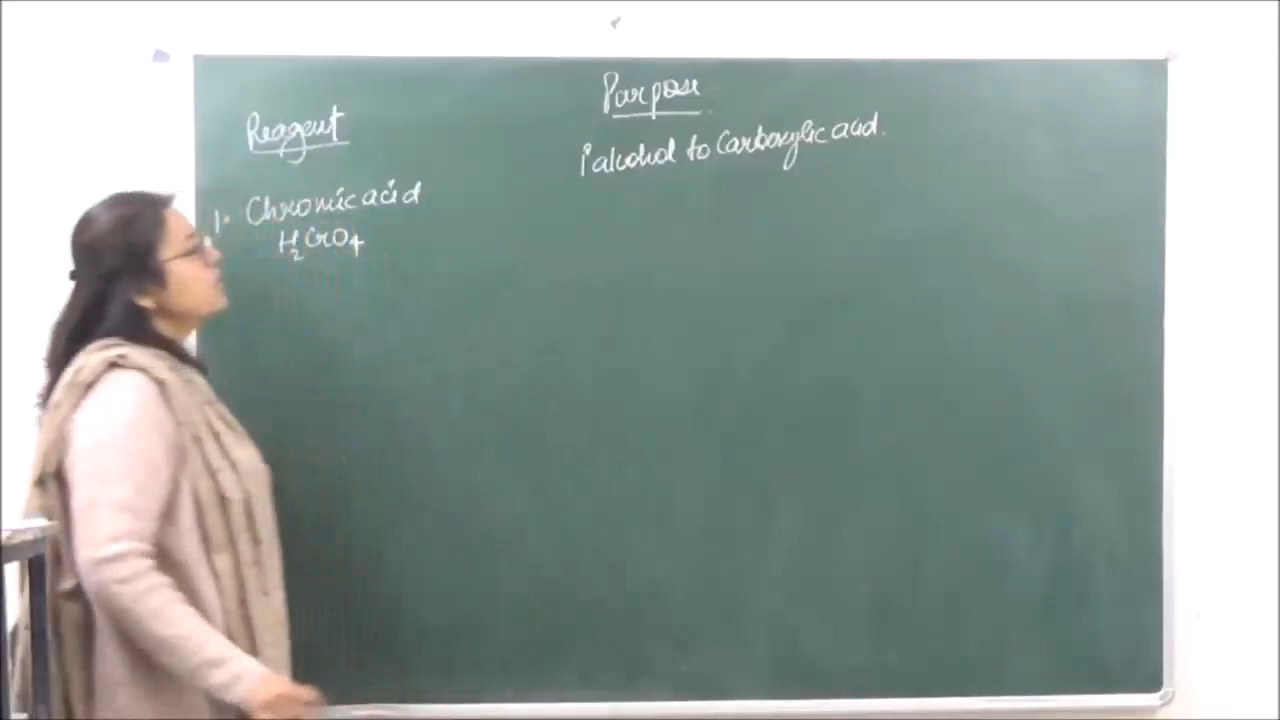 Purpose
Reagent
1° alcohol to Carboxylic acid.
1. Chromic acid
H₂CrO₄